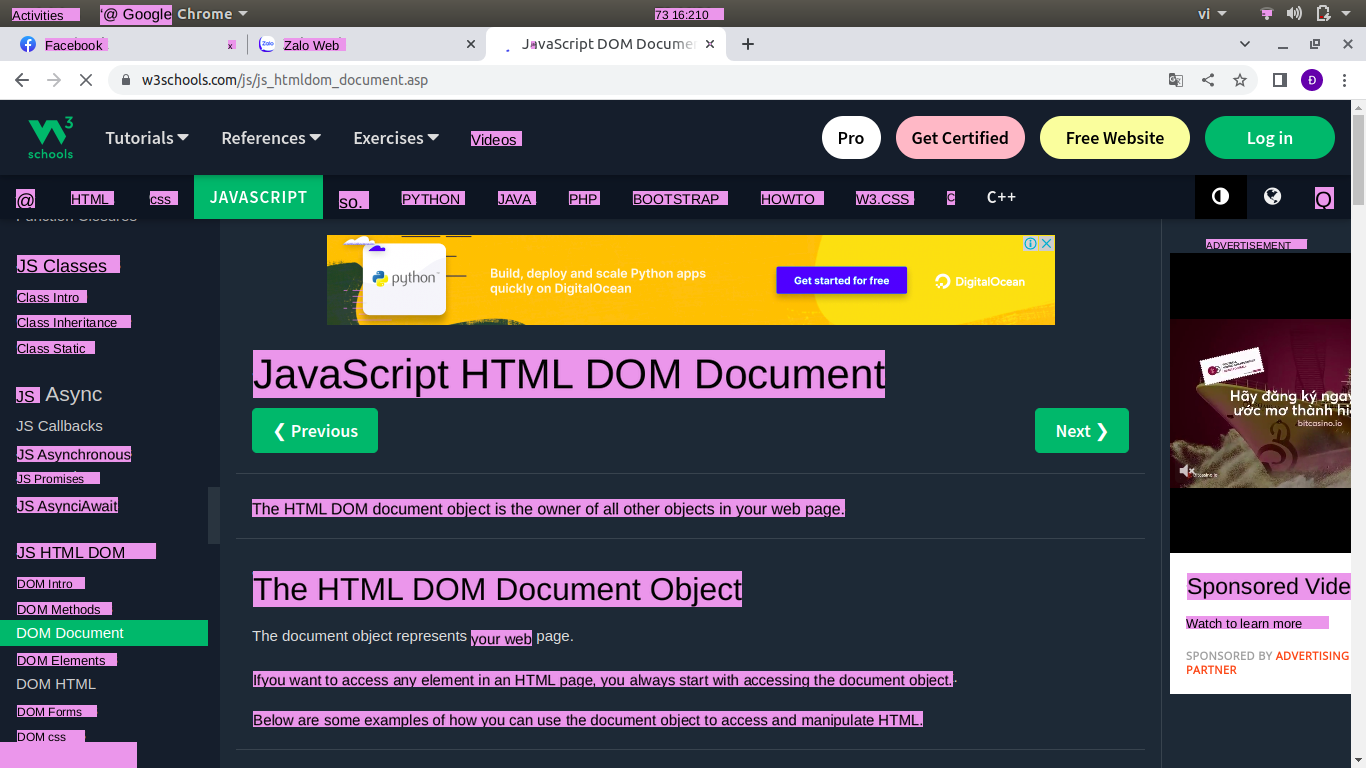 Activities '@ Google Chrome 73 16:210 vi
Facebook x Zalo Web JavaScript DOM Docume
w3schools.com/js/js_htmldom_document.asp Đ
W3 schools Tutorials References Exercises Videos Pro Get Certified Free Website Log in
@ HTML css JAVASCRIPT so. PYTHON JAVA PHP BOOTSTRAP HOWTO W3.CSS C C++ Q
Function Closures
JS Classes
Class Intro
Class Inheritance
Class Static
JS Async
JS Callbacks
JS Asynchronous
JS Promises
JS AsynciAwait
JS HTML DOM
DOM Intro
DOM Methods
DOM Document
DOM Elements
DOM HTML
DOM Forms
DOM css
python
Build, deploy and scale Python apps
quickly on DigitalOcean
Get started for free
DigitalOcean
JavaScript HTML DOM Document
❮ Previous
Next ❯
The HTML DOM document object is the owner of all other objects in your web page.
The HTML DOM Document Object
The document object represents your web page.
Ifyou want to access any element in an HTML page, you always start with accessing the document object..
Below are some examples of how you can use the document object to access and manipulate HTML.
ADVERTISEMENT
Hãy đăng ký ngay
ước mơ thành hi
bitcasino.io
Sponsored Vide
Watch to learn more
SPONSORED BY ADVERTISING
PARTNER